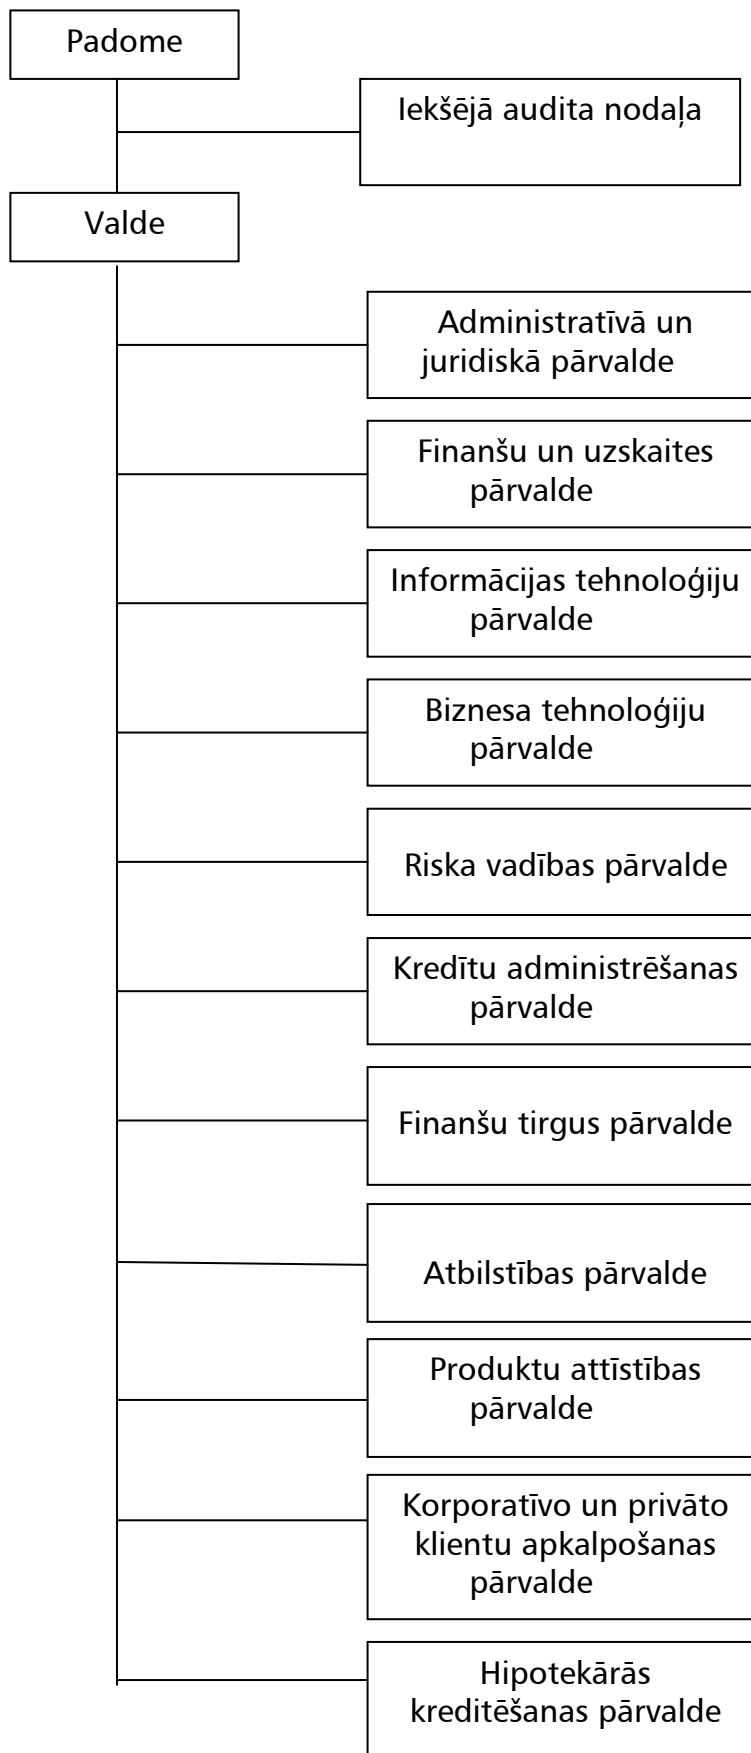 Padome
Iekšējā audita nodaļa
Valde
Administratīvā un
juridiskā pārvalde
Finanšu un uzskaites
pārvalde
Informācijas tehnoloģiju
pārvalde
Biznesa tehnoloģiju
pārvalde
Riska vadības pārvalde
Kredītu administrēšanas
pārvalde
Finanšu tirgus pārvalde
Atbilstības pārvalde
Produktu attīstības
pārvalde
Korporatīvo un privāto
klientu apkalpošanas
pārvalde
Hipotekārās
kreditēšanas pārvalde